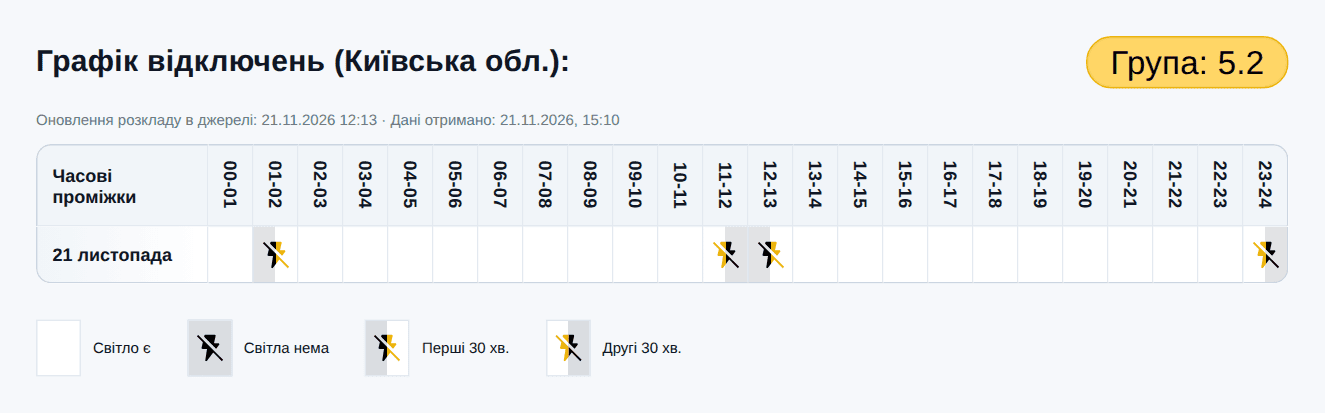 Графік відключень (Київська обл.):
Група: 5.2
Оновлення розкладу в джерелі: 21.11.2026 12:13 · Дані отримано: 21.11.2026, 15:10
Часові
проміжки
00-01
01-02
02-03
03-04
04-05
05-06
06-07
07-08
08-09
09-10
10-11
11-12
12-13
13-14
14-15
15-16
16-17
17-18
18-19
19-20
20-21
21-22
22-23
23-24
21 листопада
Світло є
Світла нема
Перші 30 хв.
Другі 30 хв.